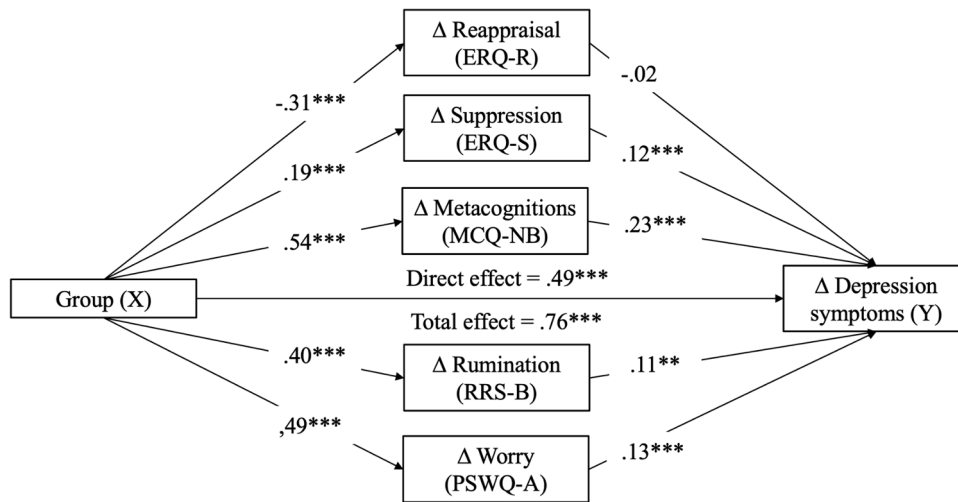 Δ Reappraisal
(ERQ-R)
-.31***
-.02
Δ Suppression
(ERQ-S)
.19***
.12***
Δ Metacognitions
(MCQ-NB)
.54***
.23***
Group (X)
Direct effect = .49***
Total effect = .76***
Δ Depression
symptoms (Y)
.40***
Δ Rumination
(RRS-B)
.11**
,49***
Δ Worry
(PSWQ-A)
.13***